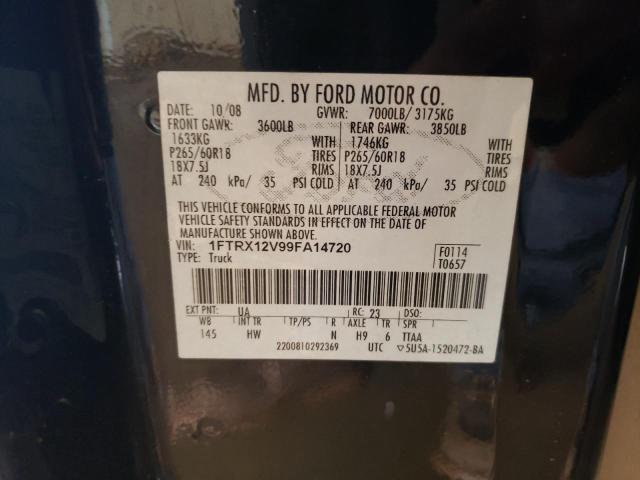 MFD. BY FORD MOTOR CO.
DATE: 10/08 GVWR: 7000LB/ 3175KG
FRONT GAWR: 3600LB REAR GAWR: 3850LB
1633KG WITH 1746KG WITH
P265/60R18 TIRES P265/60R18 TIRES
18X7.5J RIMS 18X7.5J RIMS
AT 240 kPa/ 35 PSI COLD AT 240 kPa/ 35 PSI COLD
THIS VEHICLE CONFORMS TO ALL APPLICABLE FEDERAL MOTOR
VEHICLE SAFETY STANDARDS IN EFFECT ON THE DATE OF
MANUFACTURE SHOWN ABOVE.
VIN: 1FTRX12V99FA14720 F0114
TYPE: Truck T0657
EXT PNT: UA RC: 23 DSO:
WB INT TR TP/PS R AXLE TR SPR
145 HW N H9 6 TTAA
2200810292369 UTC ▽5U5A-1520472-BA